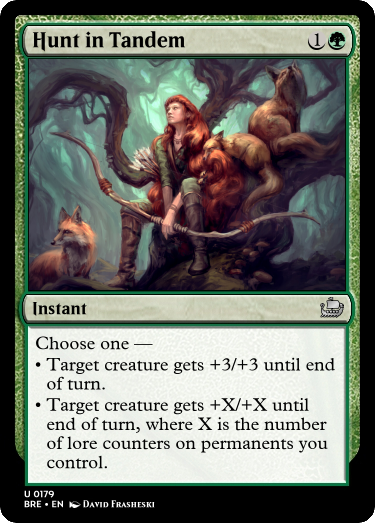 Hunt in Tandem 1
Instant
Choose one —
• Target creature gets +3/+3 until end
of turn.
• Target creature gets +X/+X until
end of turn, where X is the number
of lore counters on permanents you
control.
U 0179
BRE • EN David Frasheski